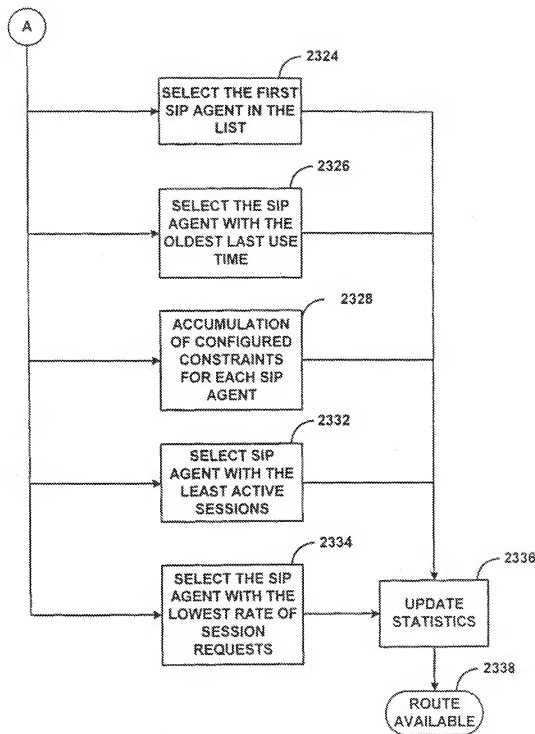 A
2324
SELECT THE FIRST
SIP AGENT IN THE
LIST
2326
SELECT THE SIP
AGENT WITH THE
OLDEST LAST USE
TIME
2328
ACCUMULATION
OF CONFIGURED
CONSTRAINTS
FOR EACH SIP
AGENT
2332
SELECT SIP
AGENT WITH THE
LEAST ACTIVE
SESSIONS
2334
SELECT THE SIP
AGENT WITH THE
LOWEST RATE OF
SESSION
REQUESTS
2336
UPDATE
STATISTICS
2338
ROUTE
AVAILABLE